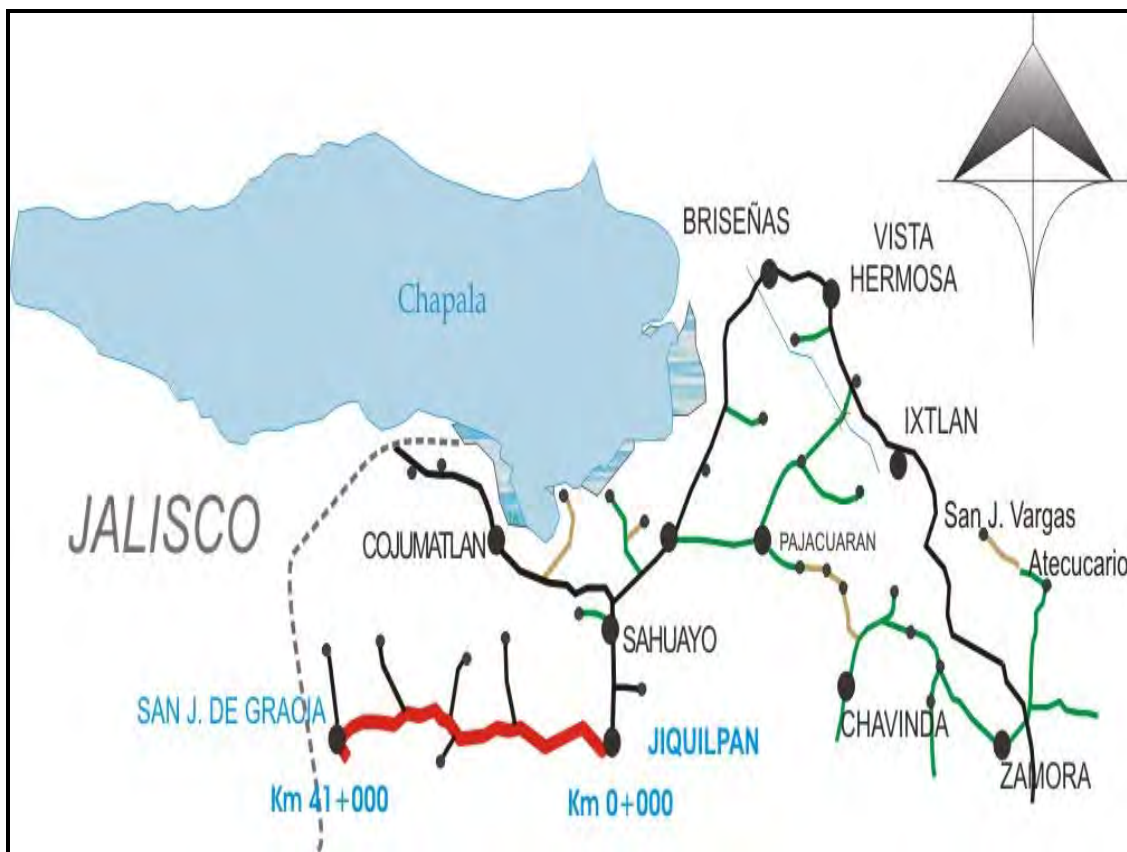 BRISEÑAS
VISTA
HERMOSA
Chapala
IXTLAN
JALISCO
San J. Vargas
COJUMATLAN
PAJACUARAN
Atecucario
SAHUAYO
SAN J. DE GRACIA
JIQUILPAN
CHAVINDA
ZAMORA
Km 41+000
Km 0+000